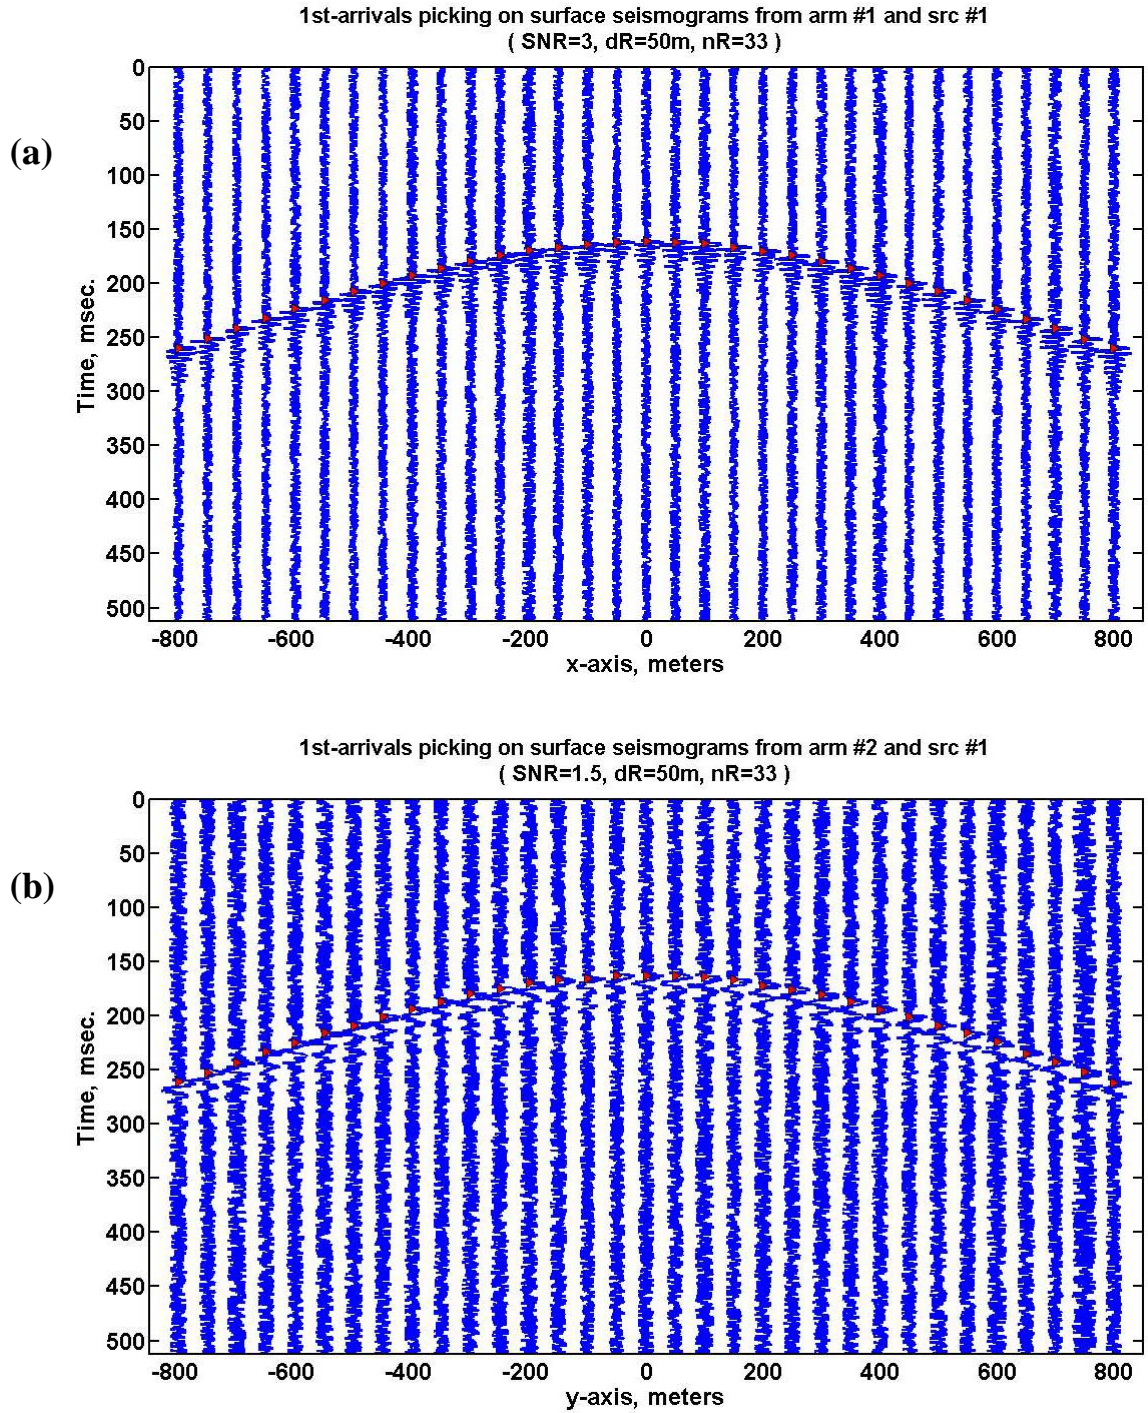 1st-arrivals picking on surface seismograms from arm #1 and src #1
( SNR=3, dR=50m, nR=33 )
(a)
Time, msec.
0
50
100
150
200
250
300
350
400
450
500
-800 -600 -400 -200 0 200 400 600 800
x-axis, meters
1st-arrivals picking on surface seismograms from arm #2 and src #1
( SNR=1.5, dR=50m, nR=33 )
(b)
Time, msec.
0
50
100
150
200
250
300
350
400
450
500
-800 -600 -400 -200 0 200 400 600 800
y-axis, meters